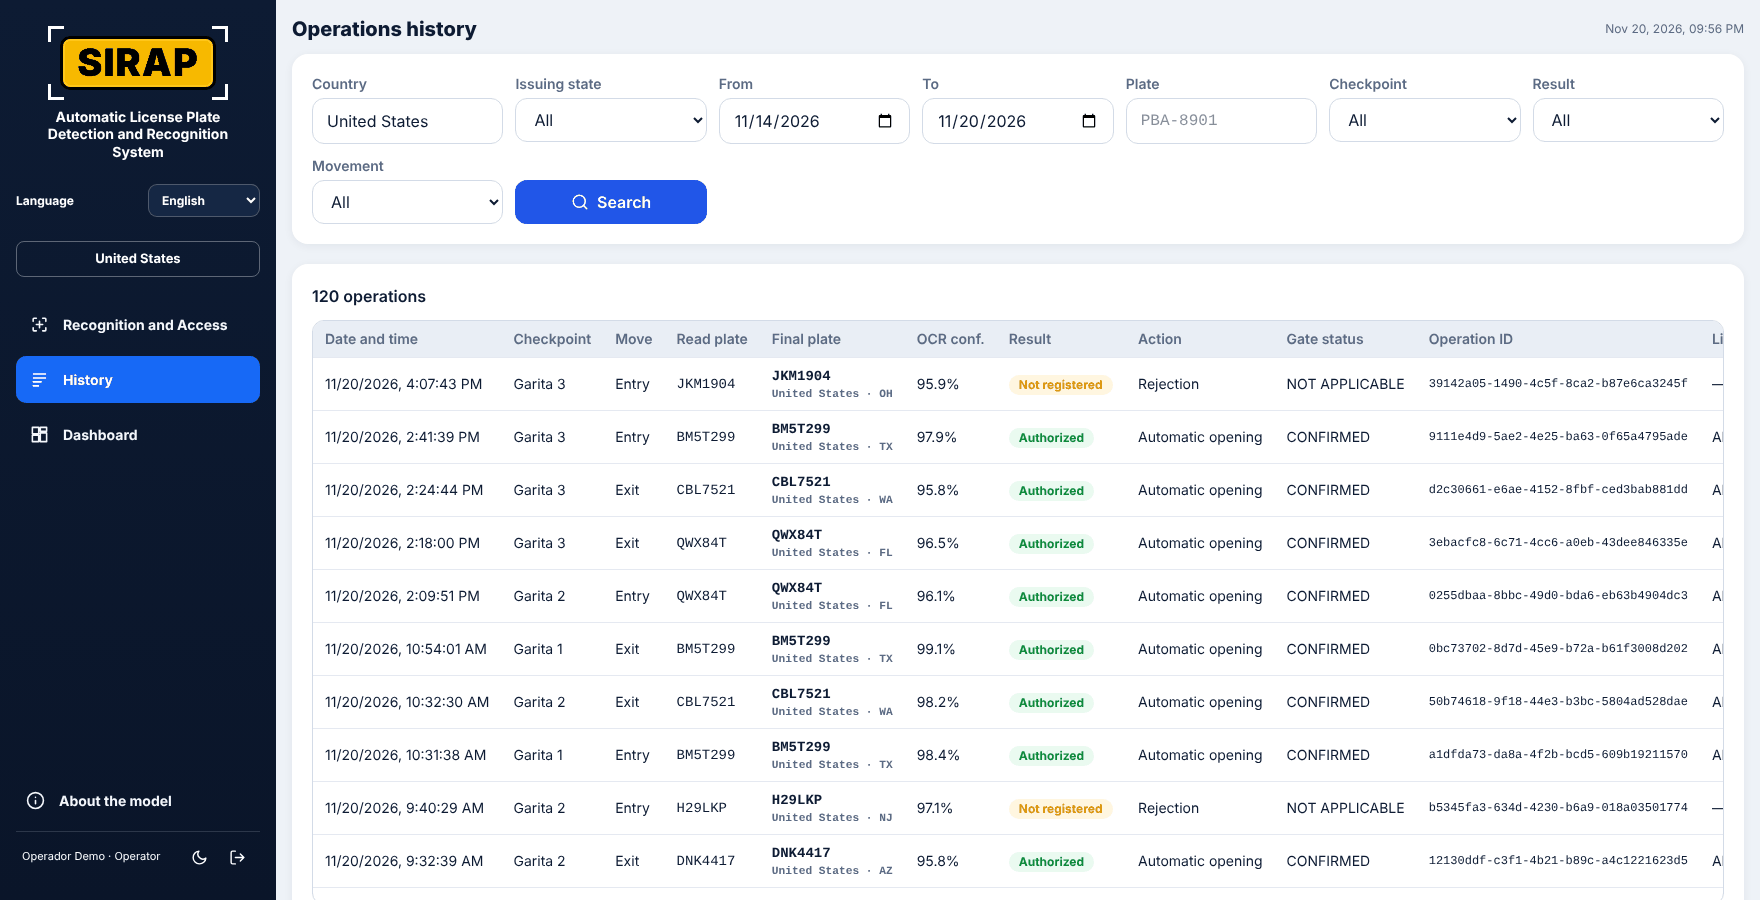 SIRAP
Automatic License Plate
Detection and Recognition
System
Language
English
United States
Recognition and Access
History
Dashboard
About the model
Operador Demo · Operator
Operations history
Nov 20, 2026, 09:56 PM
Country Issuing state From To Plate Checkpoint Result
United States All 11/14/2026 11/20/2026 PBA-8901 All All
Movement
All Search
120 operations
Date and time Checkpoint Move Read plate Final plate OCR conf. Result Action Gate status Operation ID Li
11/20/2026, 4:07:43 PM Garita 3 Entry JKM1904 JKM1904 95.9% Not registered Rejection NOT APPLICABLE 39142a05-1490-4c5f-8ca2-b87e6ca3245f —
United States · OH
11/20/2026, 2:41:39 PM Garita 3 Entry BM5T299 BM5T299 97.9% Authorized Automatic opening CONFIRMED 9111e4d9-5ae2-4e25-ba63-0f65a4795ade
United States · TX
11/20/2026, 2:24:44 PM Garita 3 Exit CBL7521 CBL7521 95.8% Authorized Automatic opening CONFIRMED d2c30661-e6ae-4152-8fbf-ced3bab881dd
United States · WA
11/20/2026, 2:18:00 PM Garita 3 Exit QWX84T QWX84T 96.5% Authorized Automatic opening CONFIRMED 3ebacfc8-6c71-4cc6-a0eb-43dee846335e
United States · FL
11/20/2026, 2:09:51 PM Garita 2 Entry QWX84T QWX84T 96.1% Authorized Automatic opening CONFIRMED 0255dbaa-8bbc-49d0-bda6-eb63b4904dc3
United States · FL
11/20/2026, 10:54:01 AM Garita 1 Exit BM5T299 BM5T299 99.1% Authorized Automatic opening CONFIRMED 0bc73702-8d7d-45e9-b72a-b61f3008d202
United States · TX
11/20/2026, 10:32:30 AM Garita 2 Exit CBL7521 CBL7521 98.2% Authorized Automatic opening CONFIRMED 50b74618-9f18-44e3-b3bc-5804ad528dae
United States · WA
11/20/2026, 10:31:38 AM Garita 1 Entry BM5T299 BM5T299 98.4% Authorized Automatic opening CONFIRMED a1dfda73-da8a-4f2b-bcd5-609b19211570
United States · TX
11/20/2026, 9:40:29 AM Garita 2 Entry H29LKP H29LKP 97.1% Not registered Rejection NOT APPLICABLE b5345fa3-634d-4230-b6a9-018a03501774 —
United States · NJ
11/20/2026, 9:32:39 AM Garita 2 Exit DNK4417 DNK4417 95.8% Authorized Automatic opening CONFIRMED 12130ddf-c3f1-4b21-b89c-a4c1221623d5
United States · AZ